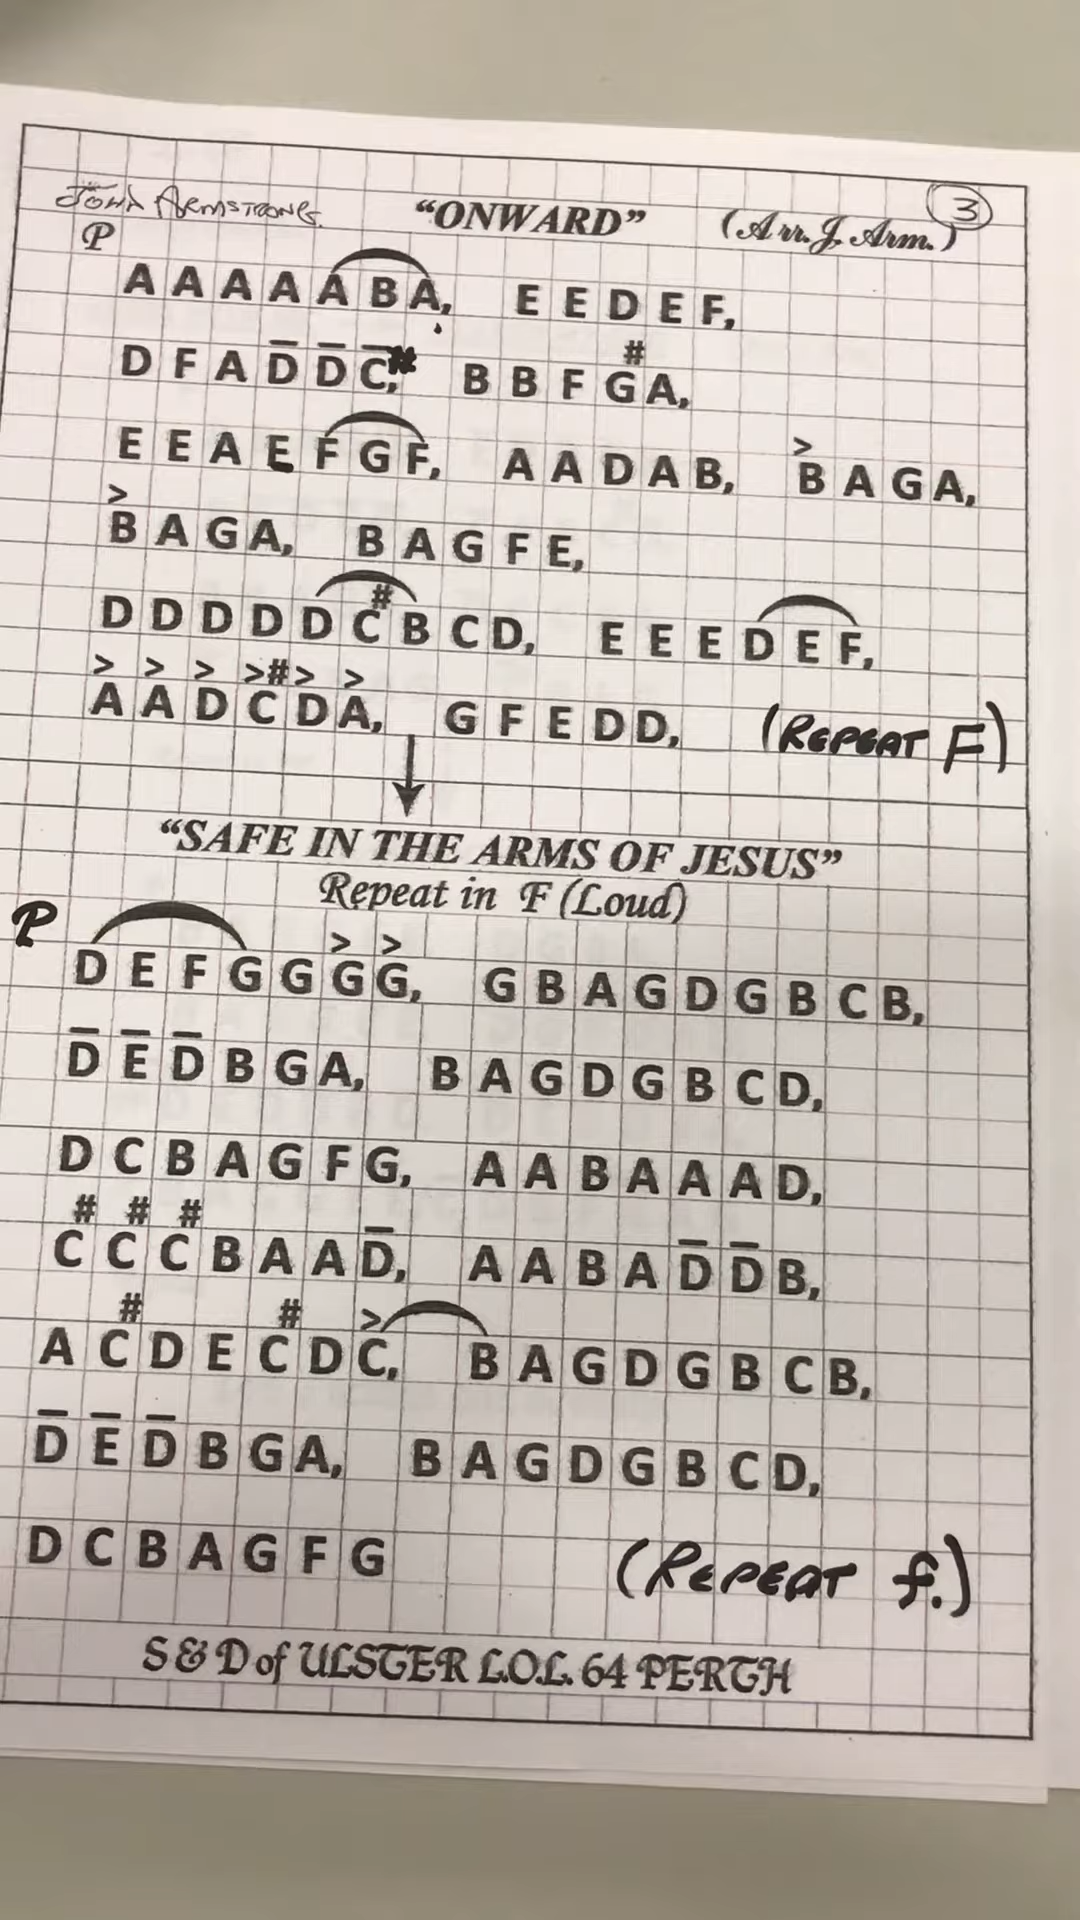 JOHN ARMSTRONG. "ONWARD" (Arr. J. Arm.) 3
P
A A A A A B A, E E D E F,
D F A D̅ D̅ C̅#, B B F G# A,
E E A E F G F, A A D A B, >B A G A,
>B A G A, B A G F E,
D D D D D C# B C D, E E E D E F,
>A >A >D >C# >D >A, G F E D D, (REPEAT F)
"SAFE IN THE ARMS OF JESUS"
Repeat in F (Loud)
P
D E F G G >G >G, G B A G D G B C B,
D̅ E̅ D̅ B G A, B A G D G B C D,
D C B A G F G, A A B A A A D,
C# C# C# B A A D̅, A A B A D̅ D̅ B,
A C# D E C# D >C, B A G D G B C B,
D̅ E̅ D̅ B G A, B A G D G B C D,
D C B A G F G (REPEAT f.)
S & D of ULSTER L.O.L. 64 PERTH